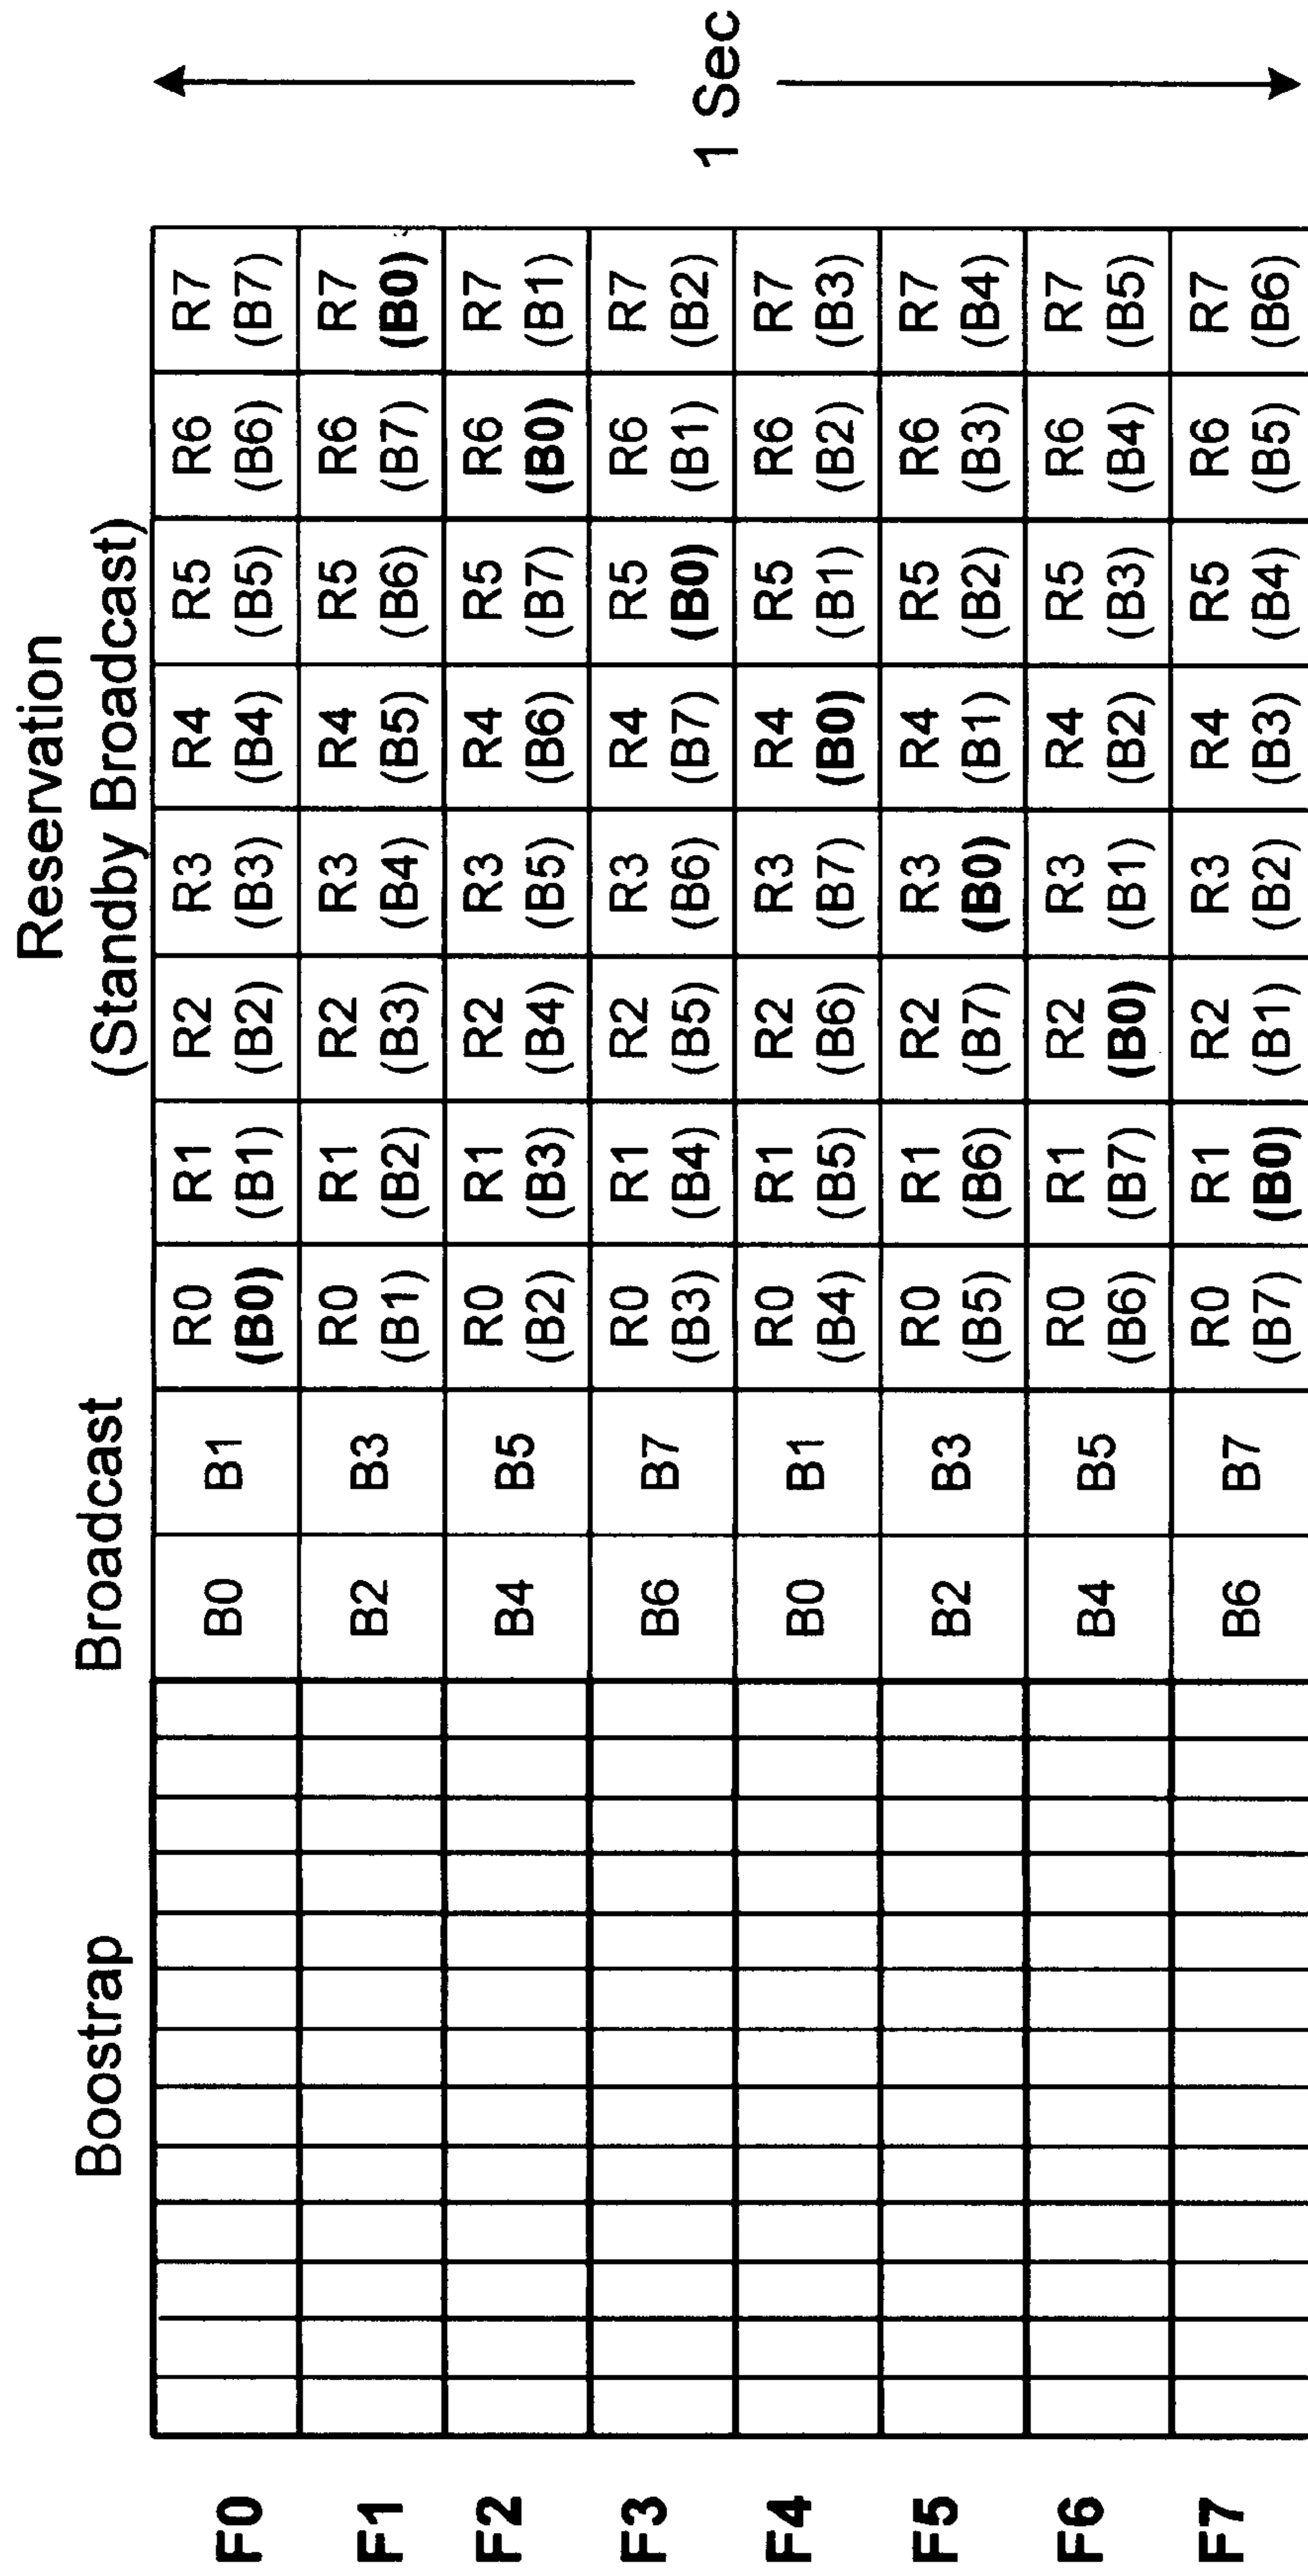 Reservation
Boostrap Broadcast (Standby Broadcast)
F0 B0 B1 R0 R1 R2 R3 R4 R5 R6 R7
(B0) (B1) (B2) (B3) (B4) (B5) (B6) (B7)
F1 B2 B3 R0 R1 R2 R3 R4 R5 R6 R7
(B1) (B2) (B3) (B4) (B5) (B6) (B7) (B0)
F2 B4 B5 R0 R1 R2 R3 R4 R5 R6 R7
(B2) (B3) (B4) (B5) (B6) (B7) (B0) (B1)
F3 B6 B7 R0 R1 R2 R3 R4 R5 R6 R7
(B3) (B4) (B5) (B6) (B7) (B0) (B1) (B2)
F4 B0 B1 R0 R1 R2 R3 R4 R5 R6 R7
(B4) (B5) (B6) (B7) (B0) (B1) (B2) (B3)
F5 B2 B3 R0 R1 R2 R3 R4 R5 R6 R7
(B5) (B6) (B7) (B0) (B1) (B2) (B3) (B4)
F6 B4 B5 R0 R1 R2 R3 R4 R5 R6 R7
(B6) (B7) (B0) (B1) (B2) (B3) (B4) (B5)
F7 B6 B7 R0 R1 R2 R3 R4 R5 R6 R7
(B7) (B0) (B1) (B2) (B3) (B4) (B5) (B6)
1 Sec